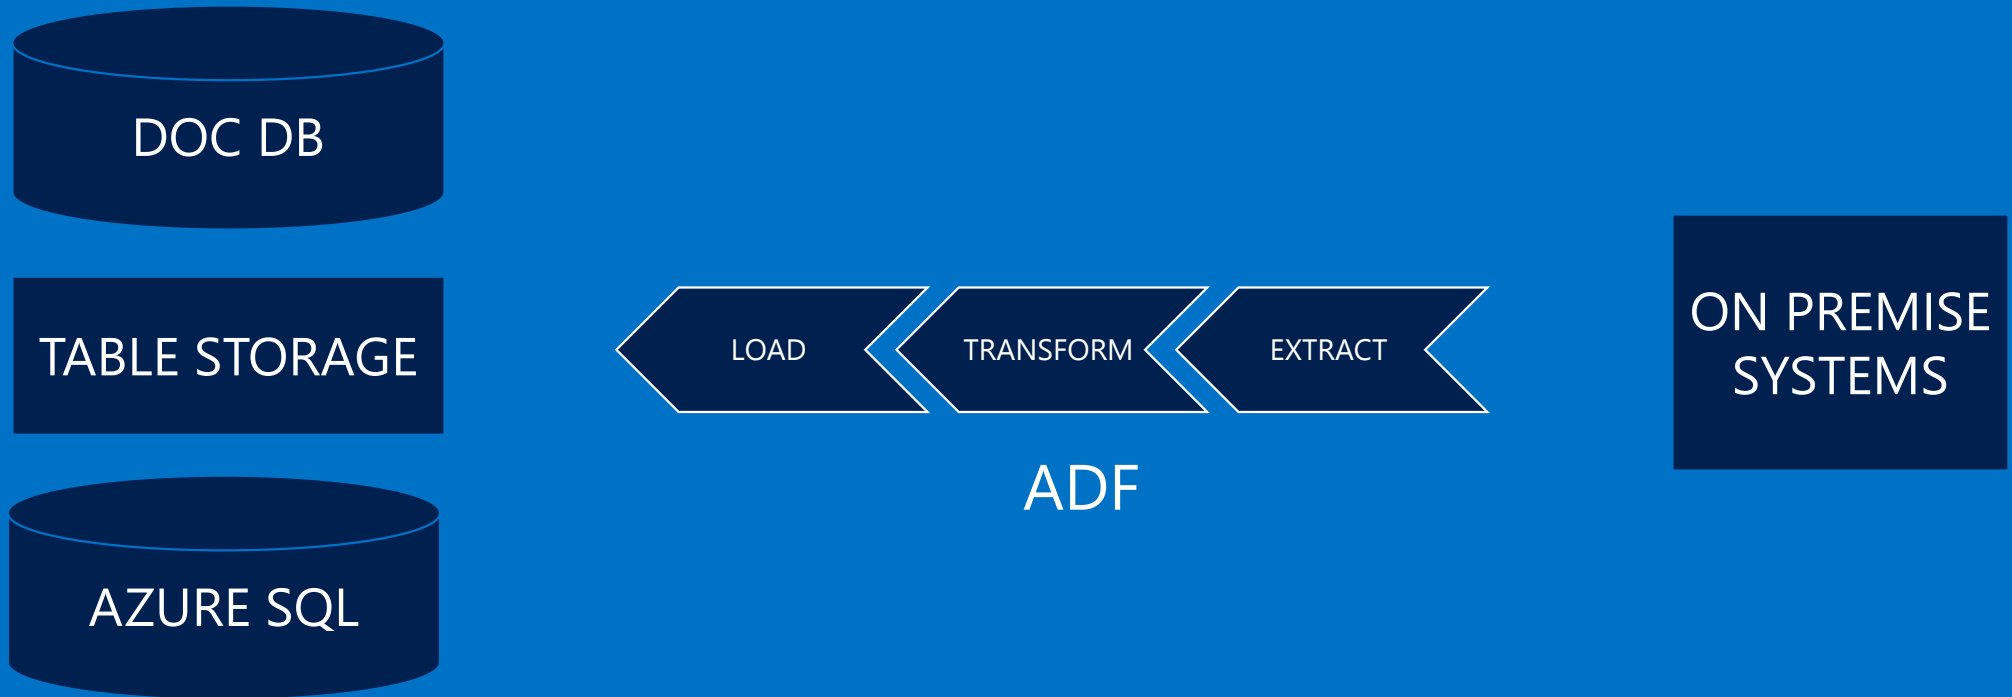 DOC DB
TABLE STORAGE
AZURE SQL
LOAD
TRANSFORM
EXTRACT
ADF
ON PREMISE
SYSTEMS